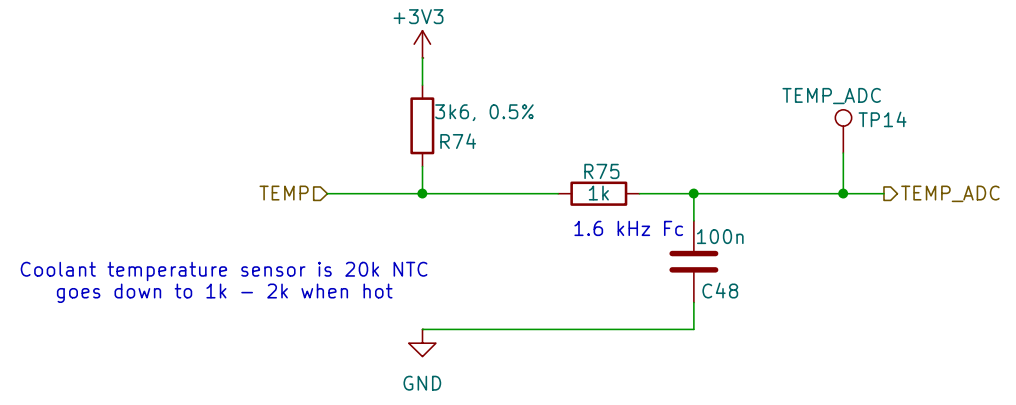 +3V3
TEMP_ADC
3k6, 0.5%
TP14
R74
R75
TEMP
1k
TEMP_ADC
1.6 kHz Fc
100n
Coolant temperature sensor is 20k NTC
goes down to 1k - 2k when hot
C48
GND